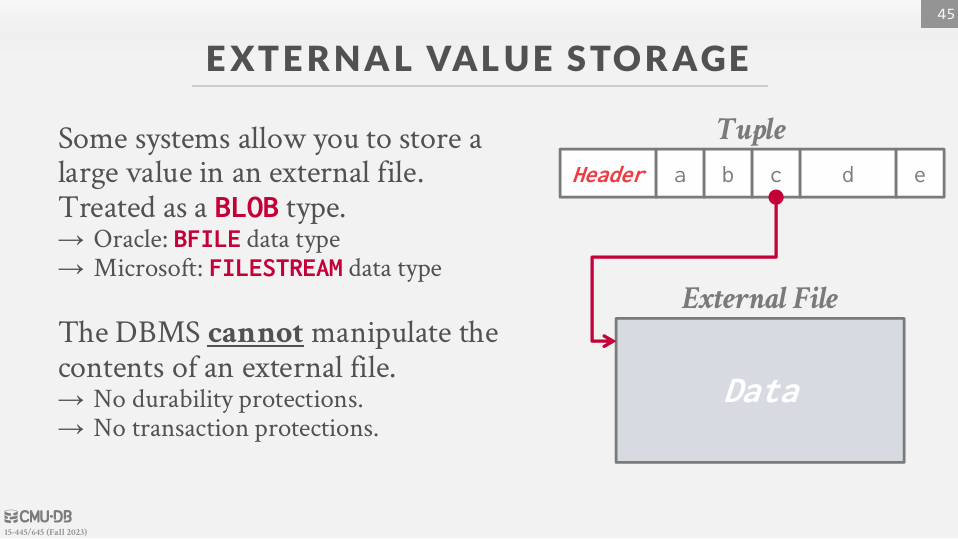 45
EXTERNAL VALUE STORAGE
Some systems allow you to store a
large value in an external file.
Treated as a BLOB type.
→ Oracle: BFILE data type
→ Microsoft: FILESTREAM data type
The DBMS cannot manipulate the
contents of an external file.
→ No durability protections.
→ No transaction protections.
Tuple
Header a b c d e
External File
Data
CMU·DB
15-445/645 (Fall 2023)